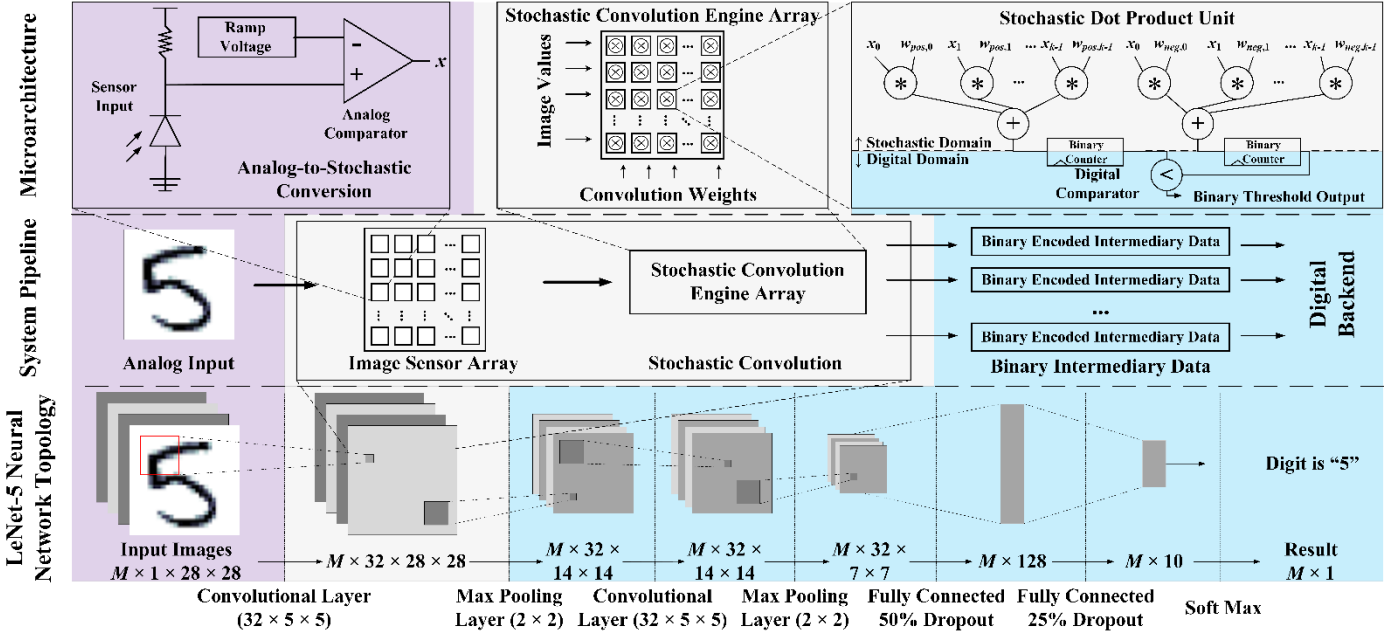 Microarchitecture
Ramp
Voltage
−
+
x
Sensor
Input
Analog
Comparator
Analog-to-Stochastic
Conversion
Stochastic Convolution Engine Array
Image Values
Convolution Weights
Stochastic Dot Product Unit
x0 wpos,0 x1 wpos,1 ... xk-1 wpos,k-1 x0 wneg,0 x1 wneg,1 ... xk-1 wneg,k-1
* * ... * * * ... *
+ +
↑ Stochastic Domain
↓ Digital Domain
Binary
Counter
Binary
Counter
Digital
Comparator
<
Binary Threshold Output
System Pipeline
Analog Input
Image Sensor Array
Stochastic Convolution
Engine Array
Stochastic Convolution
Binary Encoded Intermediary Data
Binary Encoded Intermediary Data
...
Binary Encoded Intermediary Data
Binary Intermediary Data
Digital
Backend
LeNet-5 Neural
Network Topology
Input Images
M × 1 × 28 × 28
M × 32 × 28 × 28
M × 32 ×
14 × 14
M × 32 ×
14 × 14
M × 32 ×
7 × 7
M × 128
M × 10
Digit is “5”
Result
M × 1
Convolutional Layer
(32 × 5 × 5)
Max Pooling
Layer (2 × 2)
Convolutional
Layer (32 × 5 × 5)
Max Pooling
Layer (2 × 2)
Fully Connected
50% Dropout
Fully Connected
25% Dropout
Soft Max